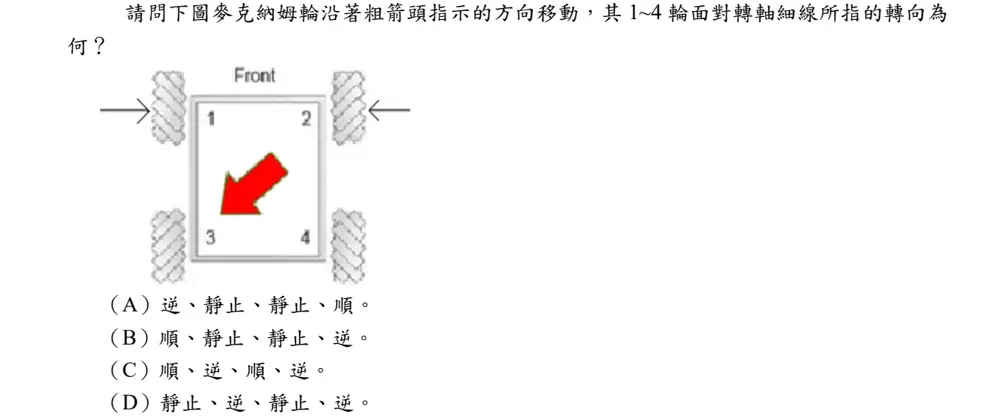 請問下圖麥克納姆輪沿著粗箭頭指示的方向移動，其 1~4 輪面對轉軸細線所指的轉向為
何？
Front
1 2
3 4
（A）逆、靜止、靜止、順。
（B）順、靜止、靜止、逆。
（C）順、逆、順、逆。
（D）靜止、逆、靜止、逆。